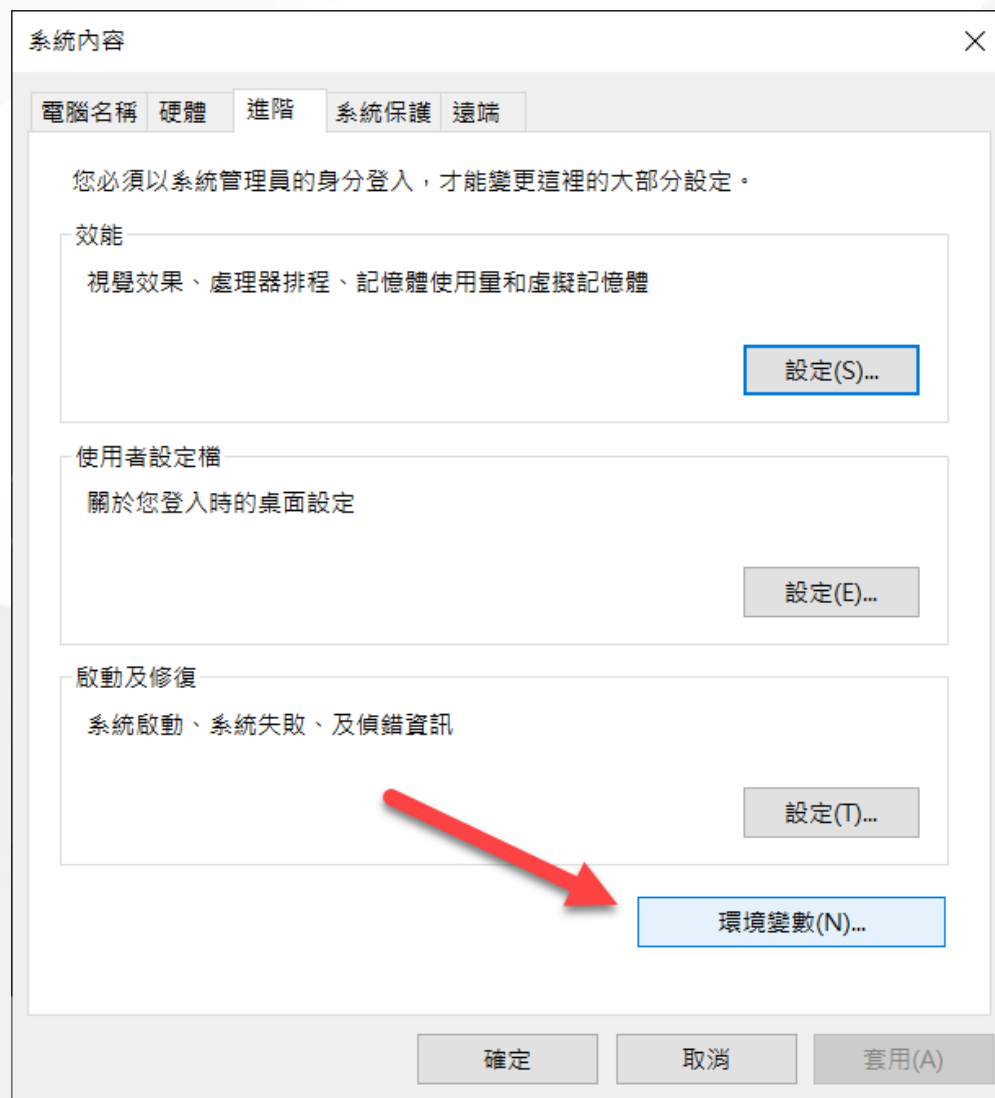 系統內容
電腦名稱 硬體 進階 系統保護 遠端
您必須以系統管理員的身分登入，才能變更這裡的大部分設定。
效能
視覺效果、處理器排程、記憶體使用量和虛擬記憶體
設定(S)...
使用者設定檔
關於您登入時的桌面設定
設定(E)...
啟動及修復
系統啟動、系統失敗、及偵錯資訊
設定(T)...
環境變數(N)...
確定 取消 套用(A)